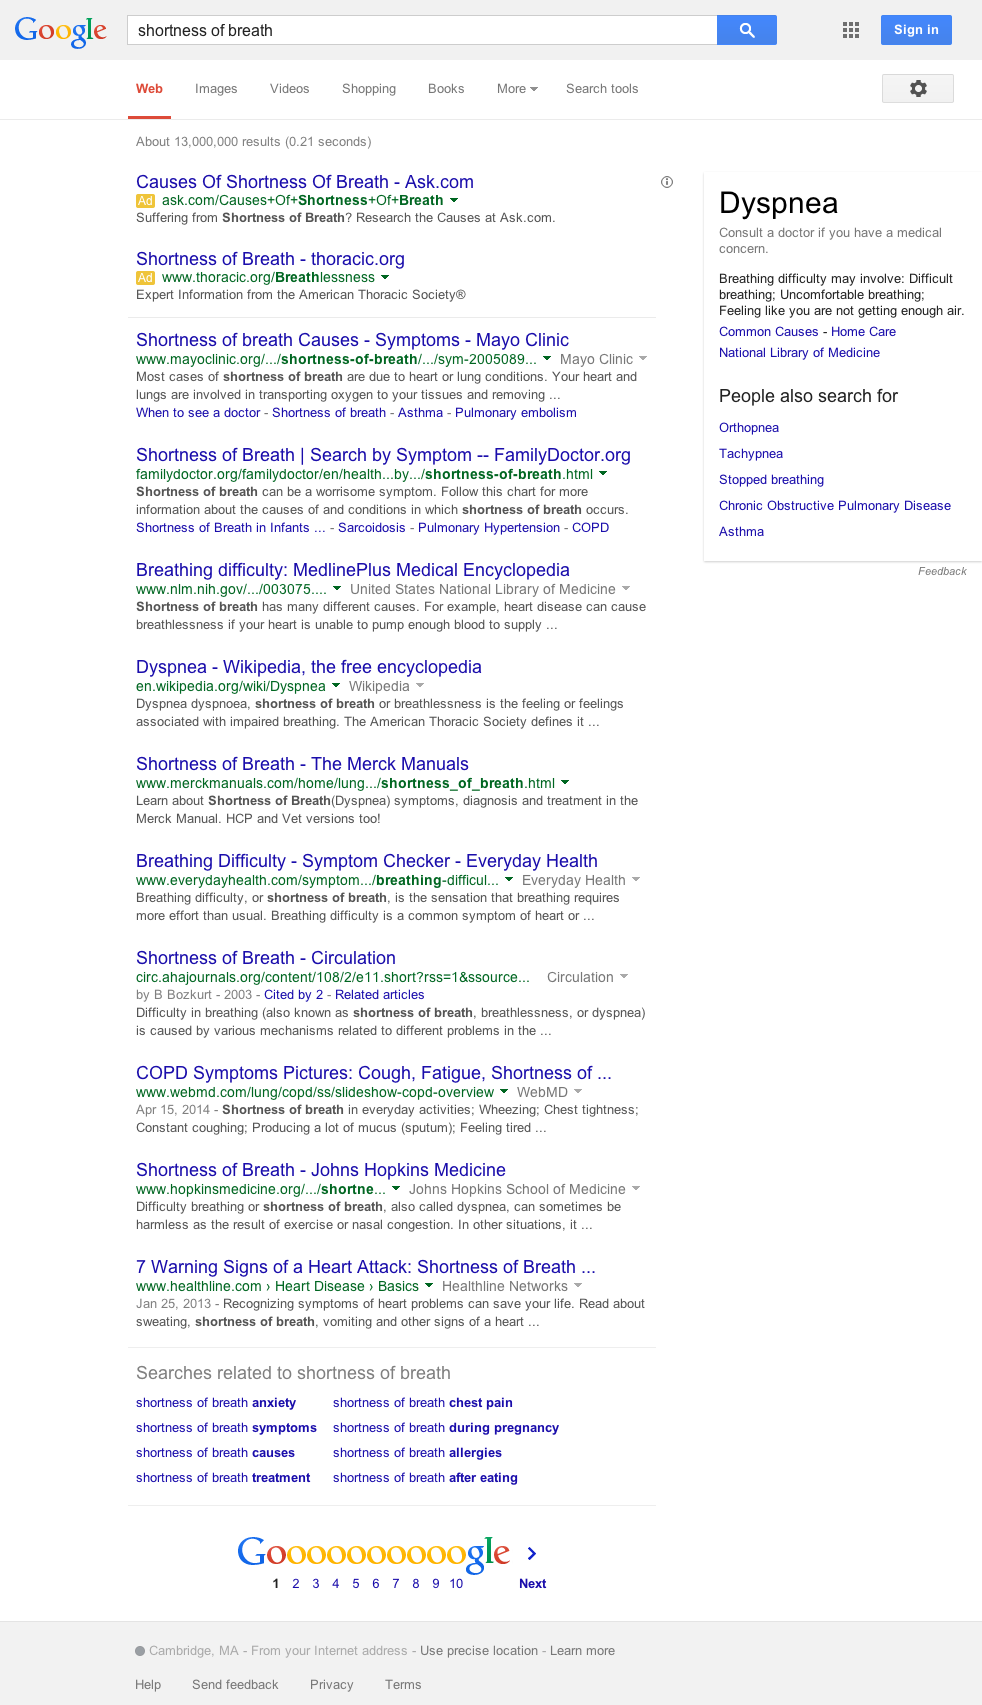 Google
shortness of breath
Sign in
Web Images Videos Shopping Books More Search tools
About 13,000,000 results (0.21 seconds)
Causes Of Shortness Of Breath - Ask.com
Ad ask.com/Causes+Of+Shortness+Of+Breath
Suffering from Shortness of Breath? Research the Causes at Ask.com.
Shortness of Breath - thoracic.org
Ad www.thoracic.org/Breathlessness
Expert Information from the American Thoracic Society®
Shortness of breath Causes - Symptoms - Mayo Clinic
www.mayoclinic.org/.../shortness-of-breath/.../sym-2005089... Mayo Clinic
Most cases of shortness of breath are due to heart or lung conditions. Your heart and
lungs are involved in transporting oxygen to your tissues and removing ...
When to see a doctor - Shortness of breath - Asthma - Pulmonary embolism
Shortness of Breath | Search by Symptom -- FamilyDoctor.org
familydoctor.org/familydoctor/en/health...by.../shortness-of-breath.html
Shortness of breath can be a worrisome symptom. Follow this chart for more
information about the causes of and conditions in which shortness of breath occurs.
Shortness of Breath in Infants ... - Sarcoidosis - Pulmonary Hypertension - COPD
Breathing difficulty: MedlinePlus Medical Encyclopedia
www.nlm.nih.gov/.../003075.... United States National Library of Medicine
Shortness of breath has many different causes. For example, heart disease can cause
breathlessness if your heart is unable to pump enough blood to supply ...
Dyspnea - Wikipedia, the free encyclopedia
en.wikipedia.org/wiki/Dyspnea Wikipedia
Dyspnea dyspnoea, shortness of breath or breathlessness is the feeling or feelings
associated with impaired breathing. The American Thoracic Society defines it ...
Shortness of Breath - The Merck Manuals
www.merckmanuals.com/home/lung.../shortness_of_breath.html
Learn about Shortness of Breath(Dyspnea) symptoms, diagnosis and treatment in the
Merck Manual. HCP and Vet versions too!
Breathing Difficulty - Symptom Checker - Everyday Health
www.everydayhealth.com/symptom.../breathing-difficul... Everyday Health
Breathing difficulty, or shortness of breath, is the sensation that breathing requires
more effort than usual. Breathing difficulty is a common symptom of heart or ...
Shortness of Breath - Circulation
circ.ahajournals.org/content/108/2/e11.short?rss=1&ssource... Circulation
by B Bozkurt - 2003 - Cited by 2 - Related articles
Difficulty in breathing (also known as shortness of breath, breathlessness, or dyspnea)
is caused by various mechanisms related to different problems in the ...
COPD Symptoms Pictures: Cough, Fatigue, Shortness of ...
www.webmd.com/lung/copd/ss/slideshow-copd-overview WebMD
Apr 15, 2014 - Shortness of breath in everyday activities; Wheezing; Chest tightness;
Constant coughing; Producing a lot of mucus (sputum); Feeling tired ...
Shortness of Breath - Johns Hopkins Medicine
www.hopkinsmedicine.org/.../shortne... Johns Hopkins School of Medicine
Difficulty breathing or shortness of breath, also called dyspnea, can sometimes be
harmless as the result of exercise or nasal congestion. In other situations, it ...
7 Warning Signs of a Heart Attack: Shortness of Breath ...
www.healthline.com › Heart Disease › Basics Healthline Networks
Jan 25, 2013 - Recognizing symptoms of heart problems can save your life. Read about
sweating, shortness of breath, vomiting and other signs of a heart ...
Dyspnea
Consult a doctor if you have a medical
concern.
Breathing difficulty may involve: Difficult
breathing; Uncomfortable breathing;
Feeling like you are not getting enough air.
Common Causes - Home Care
National Library of Medicine
People also search for
Orthopnea
Tachypnea
Stopped breathing
Chronic Obstructive Pulmonary Disease
Asthma
Feedback
Searches related to shortness of breath
shortness of breath anxiety shortness of breath chest pain
shortness of breath symptoms shortness of breath during pregnancy
shortness of breath causes shortness of breath allergies
shortness of breath treatment shortness of breath after eating
Goooooooooogle
1 2 3 4 5 6 7 8 9 10 Next
Cambridge, MA - From your Internet address - Use precise location - Learn more
Help Send feedback Privacy Terms